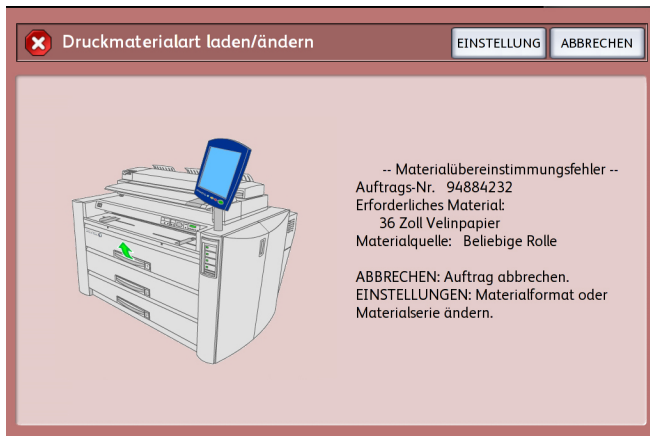 Druckmaterialart laden/ändern
EINSTELLUNG
ABBRECHEN
-- Materialübereinstimmungsfehler --
Auftrags-Nr. 94884232
Erforderliches Material:
36 Zoll Velinpapier
Materialquelle: Beliebige Rolle
ABBRECHEN: Auftrag abbrechen.
EINSTELLUNGEN: Materialformat oder
Materialserie ändern.